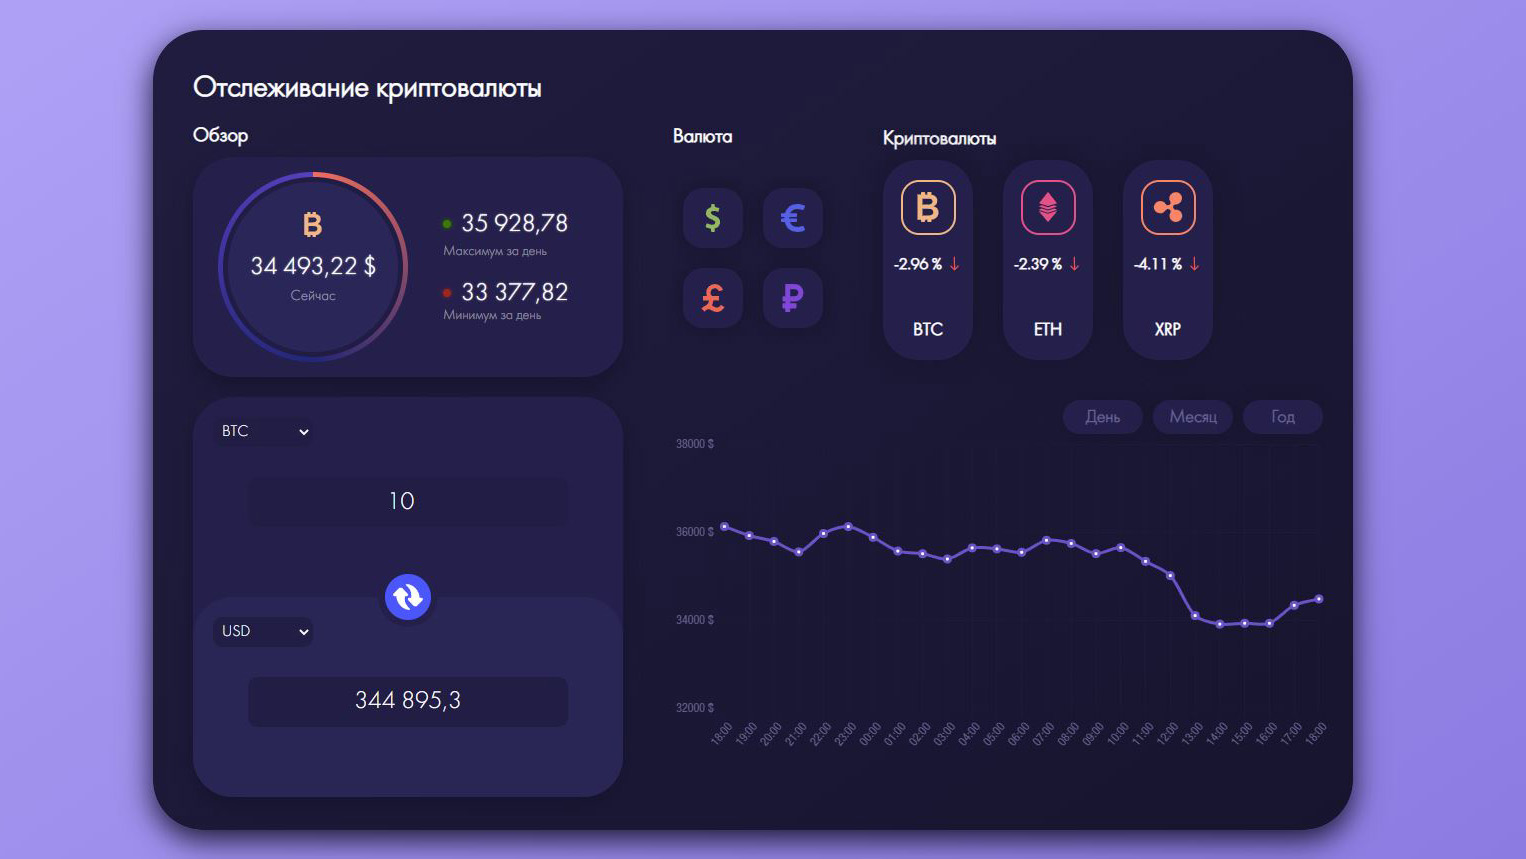 Отслеживание криптовалюты
Обзор
34 493,22 $
Сейчас
35 928,78
Максимум за день
33 377,82
Минимум за день
Валюта
$
€
£
₽
Криптовалюты
-2.96 % ↓
BTC
-2.39 % ↓
ETH
-4.11 % ↓
XRP
BTC
10
USD
344 895,3
День
Месяц
Год
38000 $
36000 $
34000 $
32000 $
18:00
19:00
20:00
21:00
22:00
23:00
00:00
01:00
02:00
03:00
04:00
05:00
06:00
07:00
08:00
09:00
10:00
11:00
12:00
13:00
14:00
15:00
16:00
17:00
18:00